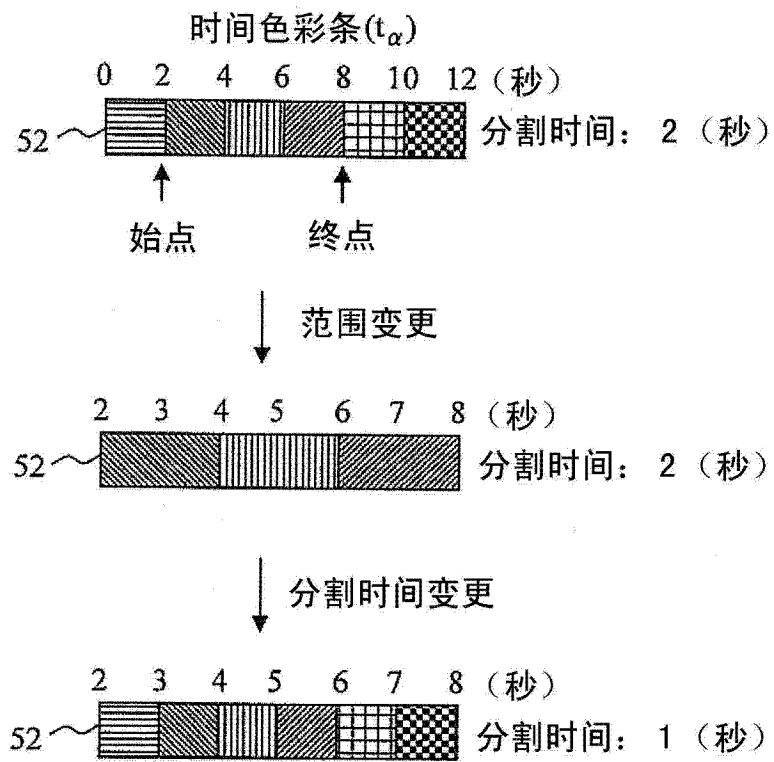 时间色彩条(tα)
0 2 4 6 8 10 12 (秒)
52 分割时间: 2 (秒)
始点 终点
范围变更
2 3 4 5 6 7 8 (秒)
52 分割时间: 2 (秒)
分割时间变更
2 3 4 5 6 7 8 (秒)
52 分割时间: 1 (秒)